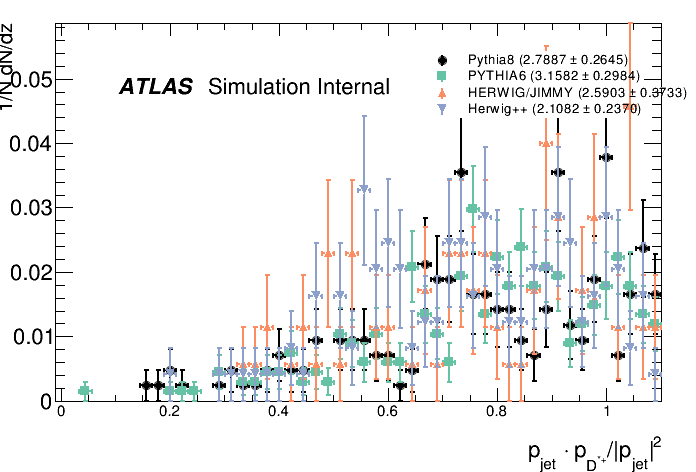 1/N dN/dz
0.05
0.04
0.03
0.02
0.01
0
ATLAS Simulation Internal
Pythia8 (2.7887 ± 0.2645)
PYTHIA6 (3.1582 ± 0.2984)
HERWIG/JIMMY (2.5903 ± 0.3733)
Herwig++ (2.1082 ± 0.2370)
0 0.2 0.4 0.6 0.8 1
p_jet · p_D*+/|p_jet|^2